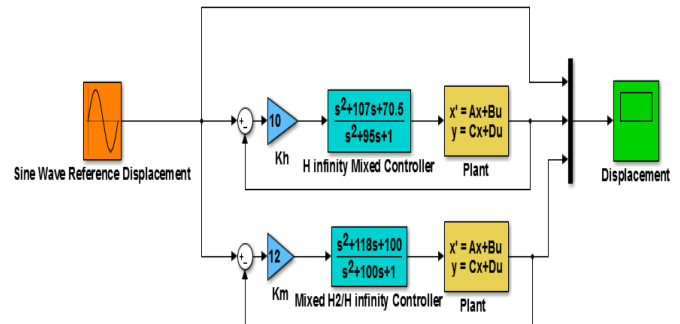 10
s²+107s+70.5
s²+95s+1
x' = Ax+Bu
y = Cx+Du
Kh
H infinity Mixed Controller
Plant
Sine Wave Reference Displacement
Displacement
12
s²+118s+100
s²+100s+1
x' = Ax+Bu
y = Cx+Du
Km
Mixed H2/H infinity Controller
Plant